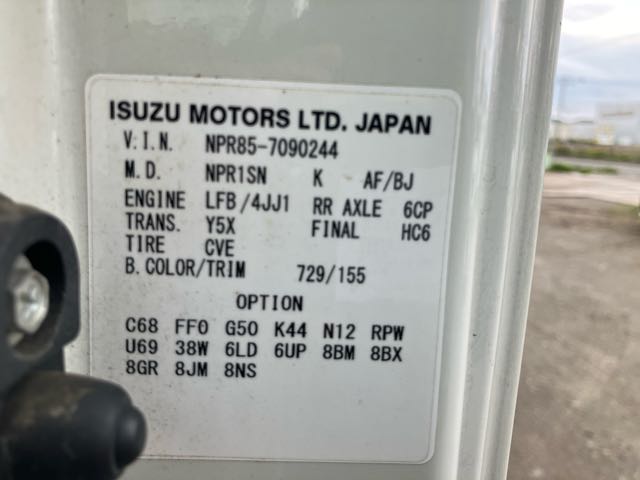 ISUZU MOTORS LTD. JAPAN
V.I.N. NPR85-7090244
M.D. NPR1SN K AF/BJ
ENGINE LFB/4JJ1 RR AXLE 6CP
TRANS. Y5X FINAL HC6
TIRE CVE
B.COLOR/TRIM 729/155
OPTION
C68 FF0 G50 K44 N12 RPW
U69 38W 6LD 6UP 8BM 8BX
8GR 8JM 8NS